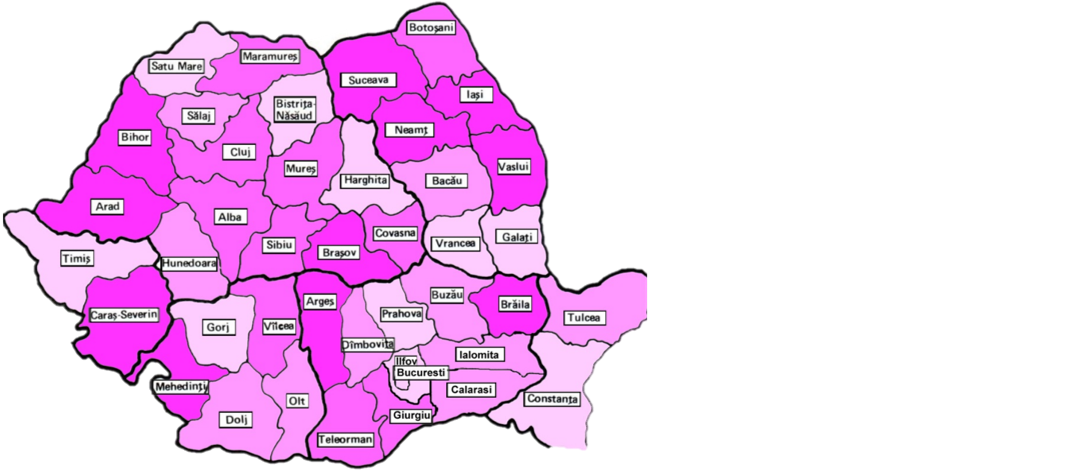 Botoșani
Maramureș
Satu Mare
Suceava
Iași
Bistrița-
Năsăud
Sălaj
Neamț
Bihor
Cluj
Vaslui
Mureș
Harghita
Bacău
Arad
Alba
Covasna
Galați
Sibiu
Vrancea
Brașov
Timiș
Hunedoara
Buzău
Argeș
Brăila
Caraș-Severin
Prahova
Tulcea
Gorj
Vîlcea
Dîmbovița
Ialomita
Ilfov
Bucuresti
Mehedinți
Calarasi
Olt
Constanța
Giurgiu
Dolj
Teleorman